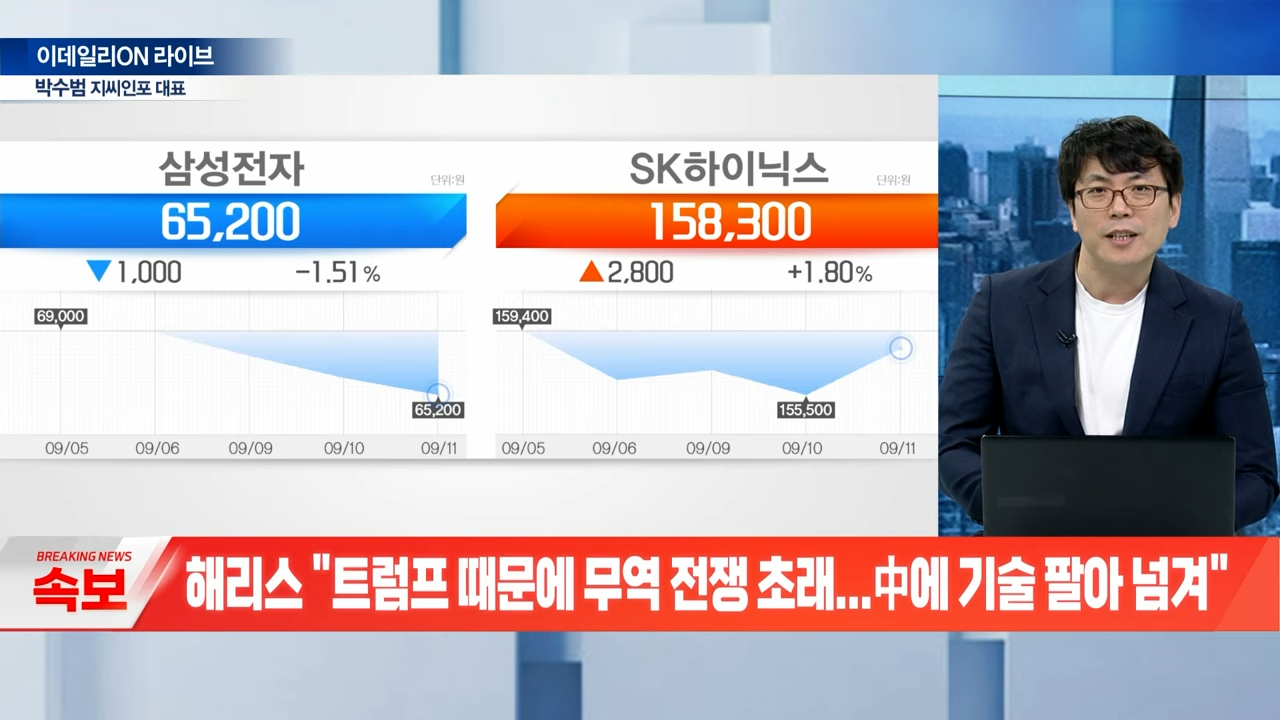 이데일리ON 라이브
박수범 지씨인포 대표
삼성전자
단위:원
65,200
▼1,000 -1.51%
69,000
65,200
09/05 09/06 09/09 09/10 09/11
SK하이닉스
단위:원
158,300
▲2,800 +1.80%
159,400
155,500
09/05 09/06 09/09 09/10 09/11
BREAKING NEWS
속보
해리스 "트럼프 때문에 무역 전쟁 초래...中에 기술 팔아 넘겨"